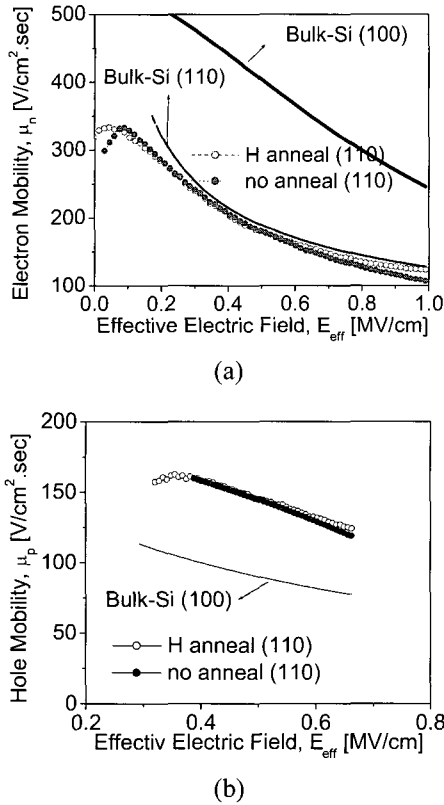 500
400
300
200
100
Electron Mobility, μn [V/cm².sec]
Bulk-Si (100)
Bulk-Si (110)
H anneal (110)
no anneal (110)
0.0 0.2 0.4 0.6 0.8 1.0
Effective Electric Field, Eeff [MV/cm]
(a)
200
150
100
50
0
Hole Mobility, μp [V/cm².sec]
Bulk-Si (100)
H anneal (110)
no anneal (110)
0.2 0.4 0.6 0.8
Effectiv Electric Field, Eeff [MV/cm]
(b)